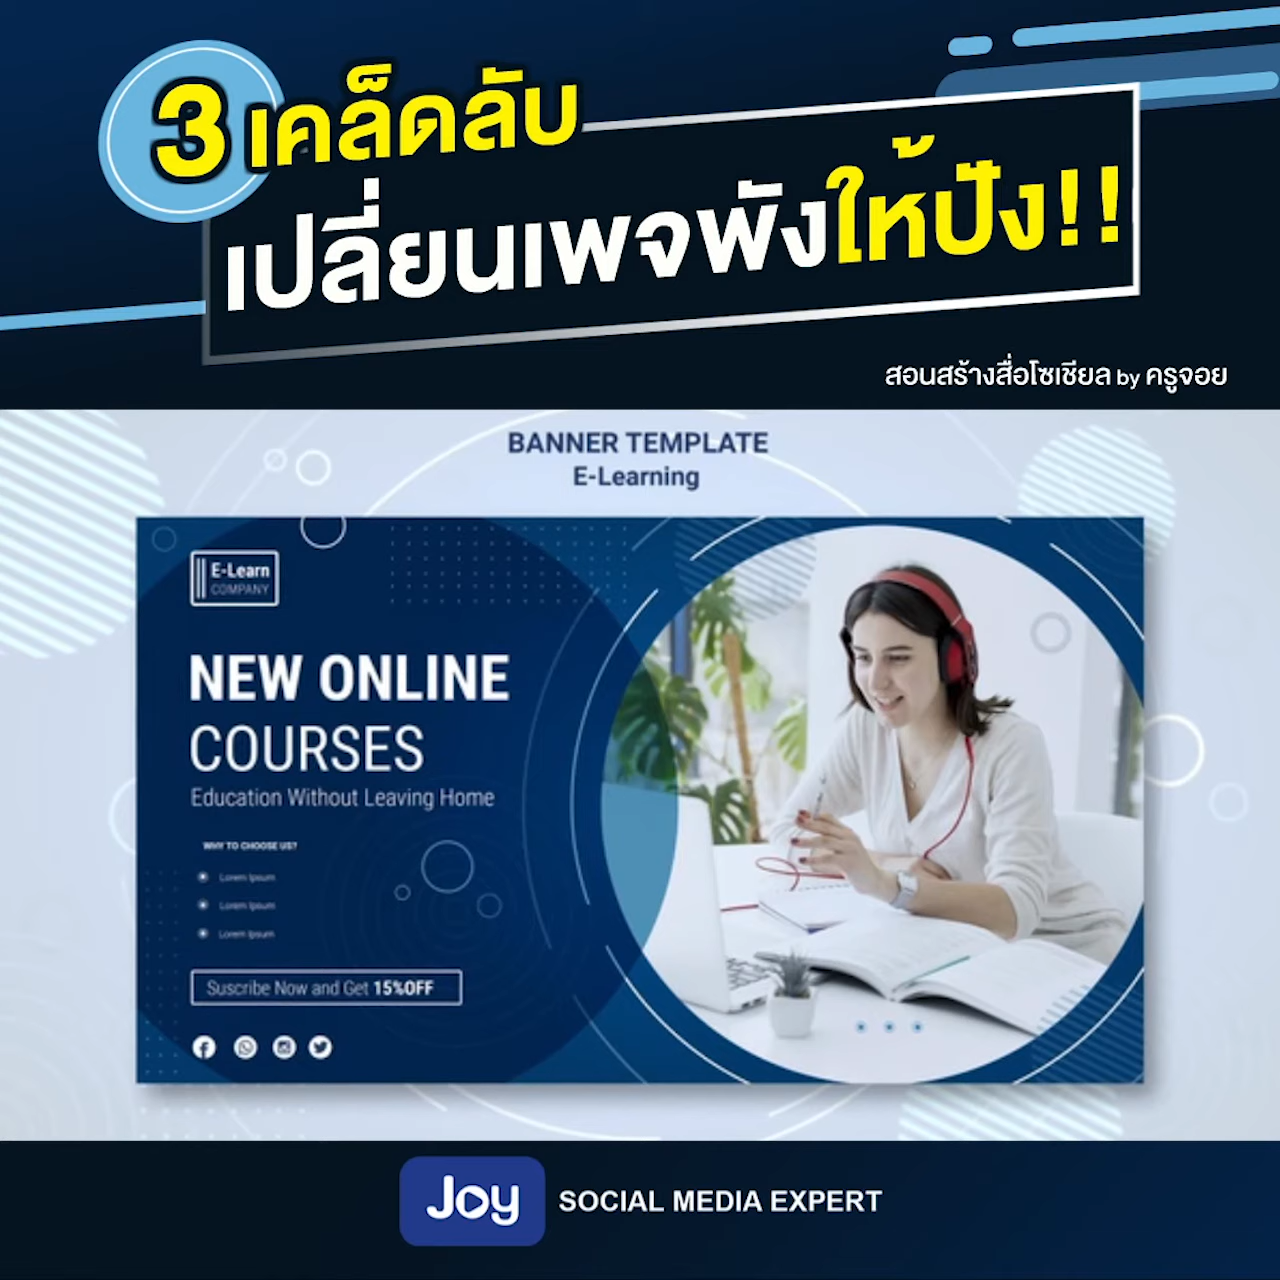 3 เคล็ดลับ
เปลี่ยนเพจพังให้ปัง!!
สอนสร้างสื่อโซเชียล by ครูจอย
BANNER TEMPLATE
E-Learning
E-Learn
COMPANY
NEW ONLINE
COURSES
Education Without Leaving Home
WHY TO CHOOSE US?
Lorem Ipsum
Lorem Ipsum
Lorem Ipsum
Suscribe Now and Get 15%OFF
Joy SOCIAL MEDIA EXPERT